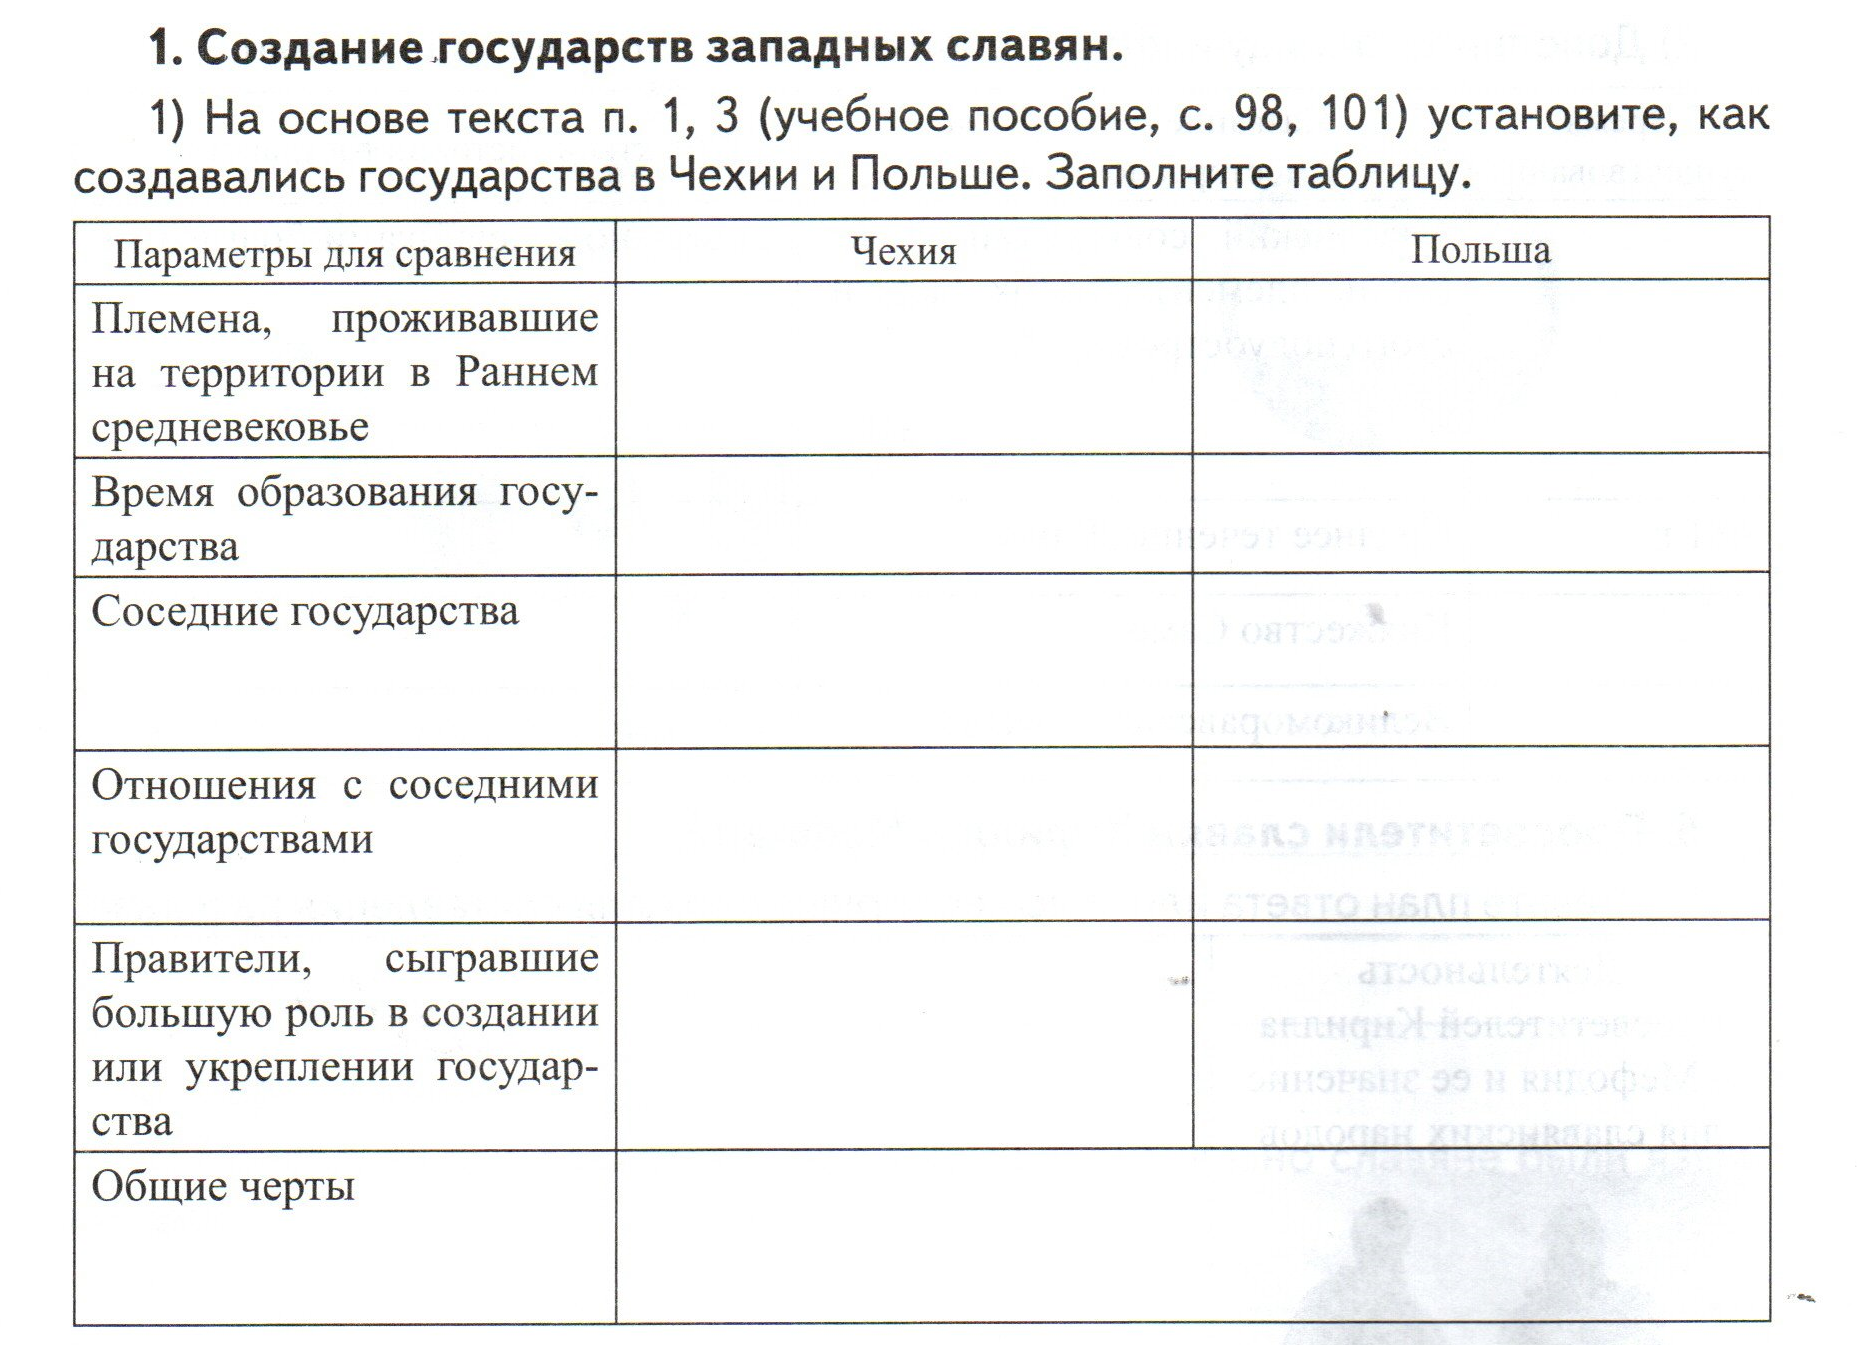 1. Создание государств западных славян.
1) На основе текста п. 1, 3 (учебное пособие, с. 98, 101) установите, как
создавались государства в Чехии и Польше. Заполните таблицу.
Параметры для сравнения Чехия Польша
Племена, проживавшие
на территории в Раннем
средневековье
Время образования госу-
дарства
Соседние государства
Отношения с соседними
государствами
Правители, сыгравшие
большую роль в создании
или укреплении государ-
ства
Общие черты